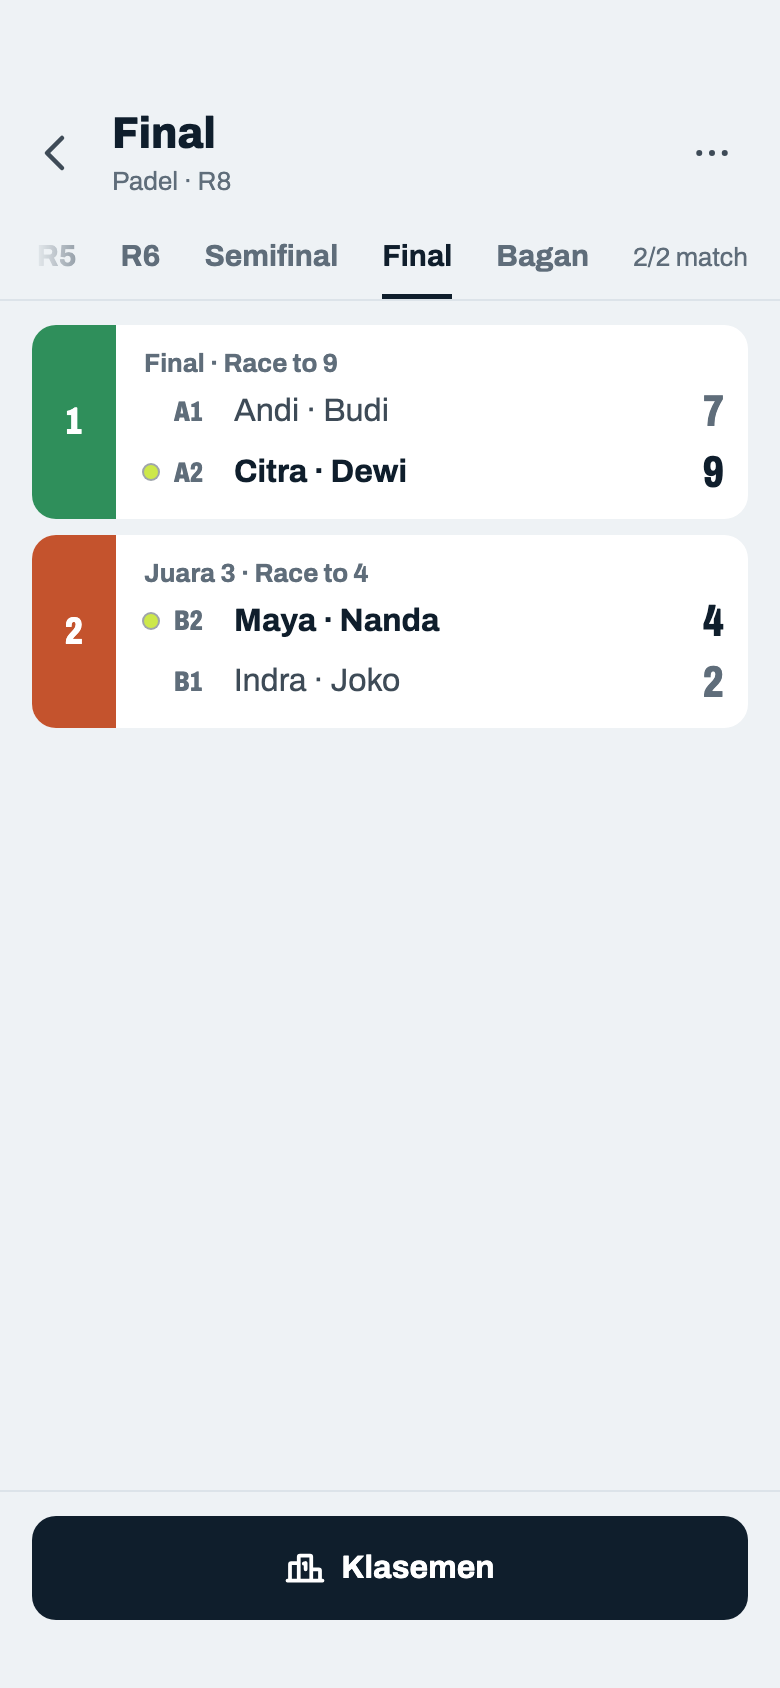 Final
Padel · R8
R5 R6 Semifinal Final Bagan 2/2 match
1
Final · Race to 9
A1 Andi · Budi 7
A2 Citra · Dewi 9
2
Juara 3 · Race to 4
B2 Maya · Nanda 4
B1 Indra · Joko 2
Klasemen